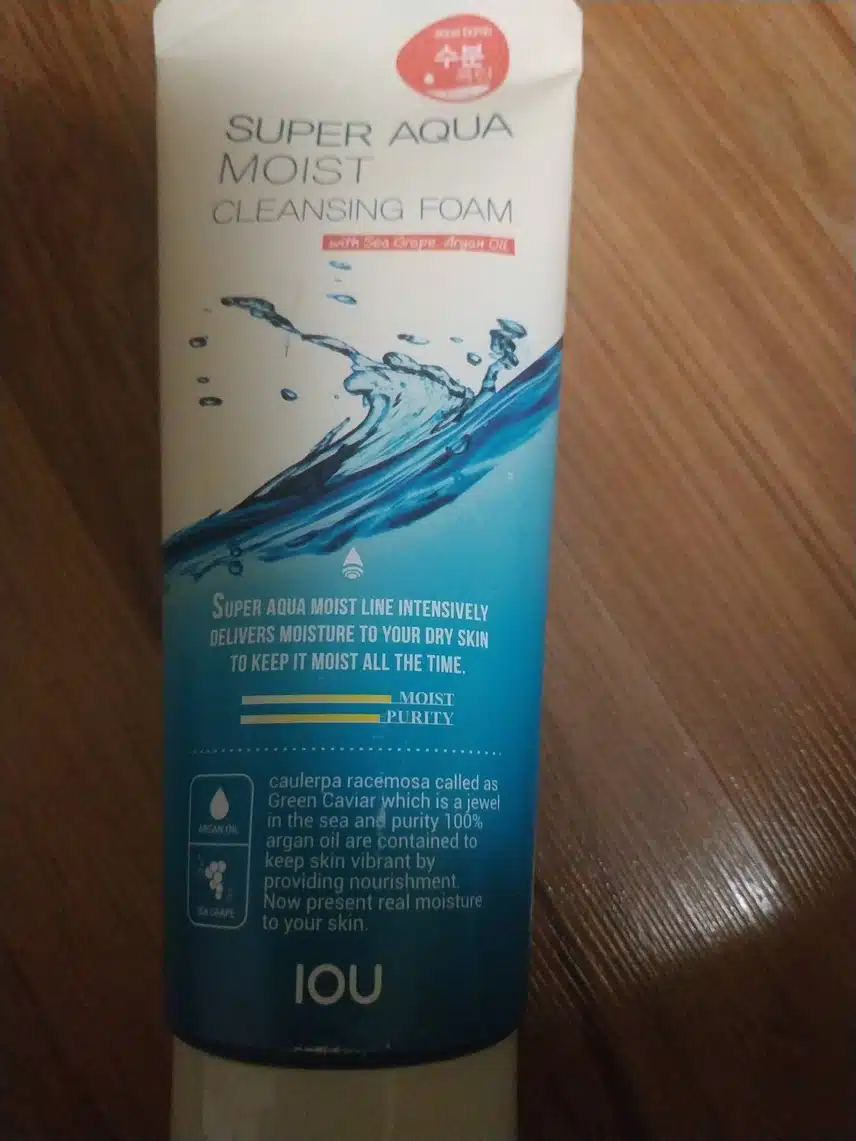 수분
SUPER AQUA
MOIST
CLEANSING FOAM
with Sea Grape, Argan Oil
SUPER AQUA MOIST LINE INTENSIVELY
DELIVERS MOISTURE TO YOUR DRY SKIN
TO KEEP IT MOIST ALL THE TIME.
MOIST
PURITY
caulerpa racemosa called as
Green Caviar which is a jewel
in the sea and purity 100%
argan oil are contained to
keep skin vibrant by
providing nourishment.
Now present real moisture
to your skin.
ARGAN OIL
SEA GRAPE
IOU